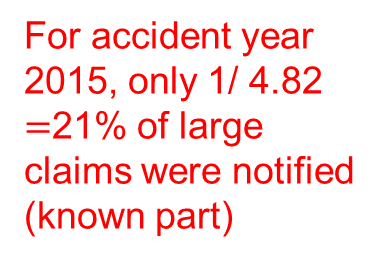 For accident year
2015, only 1/ 4.82
=21% of large
claims were notified
(known part)